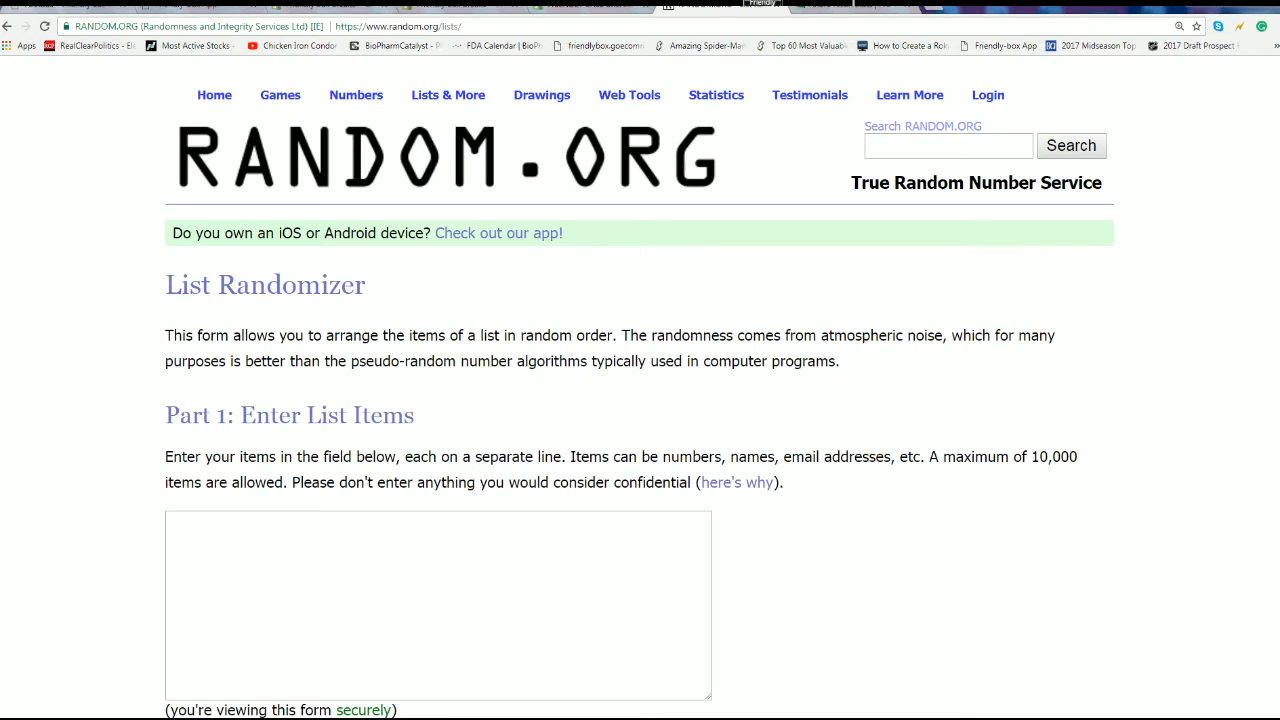 Friendly
RANDOM.ORG (Randomness and Integrity Services Ltd) [IE] https://www.random.org/lists/
Apps RealClearPolitics - Ele Most Active Stocks - Chicken Iron Condor BioPharmCatalyst - P FDA Calendar | BioPh friendlybox.goecomm Amazing Spider-Man Top 60 Most Valuabl How to Create a Rok Friendly-box App 2017 Midseason Top 2017 Draft Prospect
Home Games Numbers Lists & More Drawings Web Tools Statistics Testimonials Learn More Login
RANDOM.ORG
Search RANDOM.ORG
Search
True Random Number Service
Do you own an iOS or Android device? Check out our app!
List Randomizer
This form allows you to arrange the items of a list in random order. The randomness comes from atmospheric noise, which for many
purposes is better than the pseudo-random number algorithms typically used in computer programs.
Part 1: Enter List Items
Enter your items in the field below, each on a separate line. Items can be numbers, names, email addresses, etc. A maximum of 10,000
items are allowed. Please don't enter anything you would consider confidential (here's why).
(you're viewing this form securely)